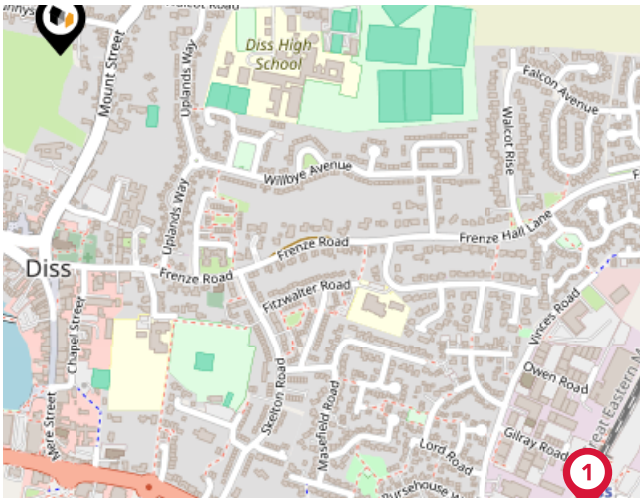 Walcot Road
Diss High
School
Mount Street
Uplands Way
Falcon Avenue
Walcot Rise
Willbye Avenue
Uplands Way
Frenze Hall Lane
Frenze Road
Diss
Frenze Road
Fitzwalter Road
Vinces Road
Chapel Street
Owen Road
Skelton Road
Masefield Road
Mere Street
Great Eastern
Gilray Road
Lord Road
1